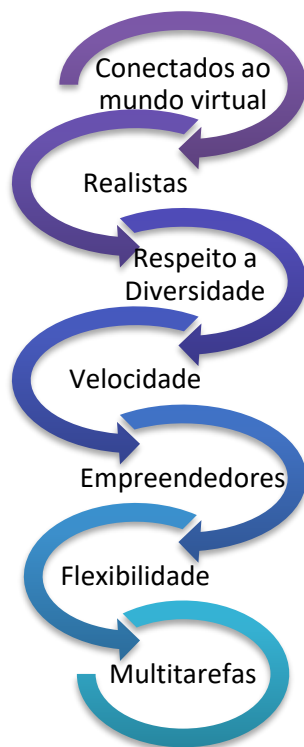 Conectados ao
mundo virtual
Realistas
Respeito a
Diversidade
Velocidade
Empreendedores
Flexibilidade
Multitarefas